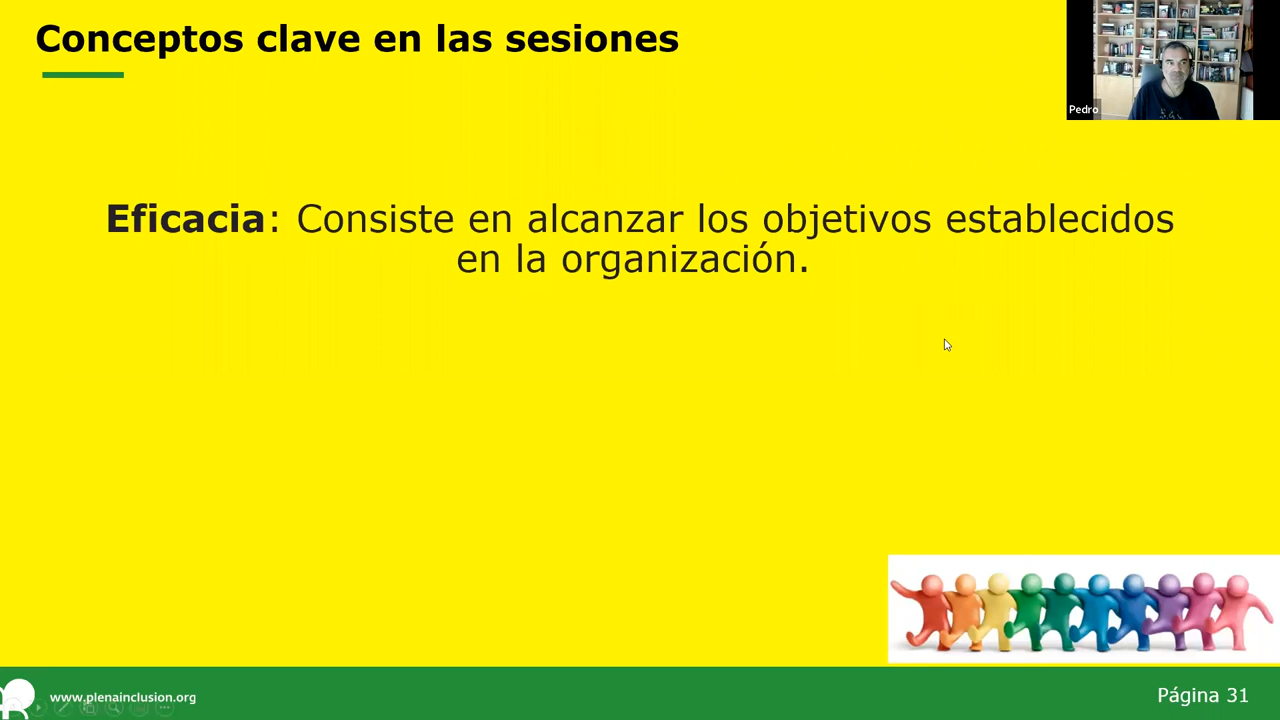 Conceptos clave en las sesiones
Pedro
Eficacia: Consiste en alcanzar los objetivos establecidos
en la organización.
www.plenainclusion.org
Página 31